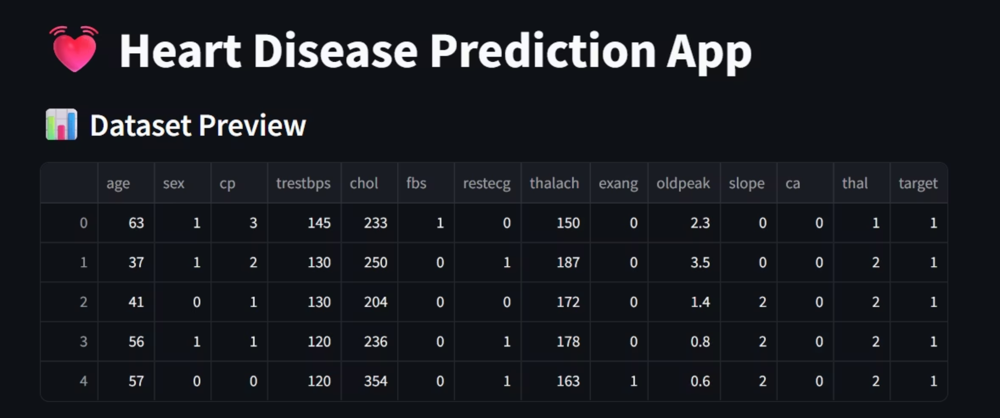 Heart Disease Prediction App
Dataset Preview
age sex cp trestbps chol fbs restecg thalach exang oldpeak slope ca thal target
0 63 1 3 145 233 1 0 150 0 2.3 0 0 1 1
1 37 1 2 130 250 0 1 187 0 3.5 0 0 2 1
2 41 0 1 130 204 0 0 172 0 1.4 2 0 2 1
3 56 1 1 120 236 0 1 178 0 0.8 2 0 2 1
4 57 0 0 120 354 0 1 163 1 0.6 2 0 2 1